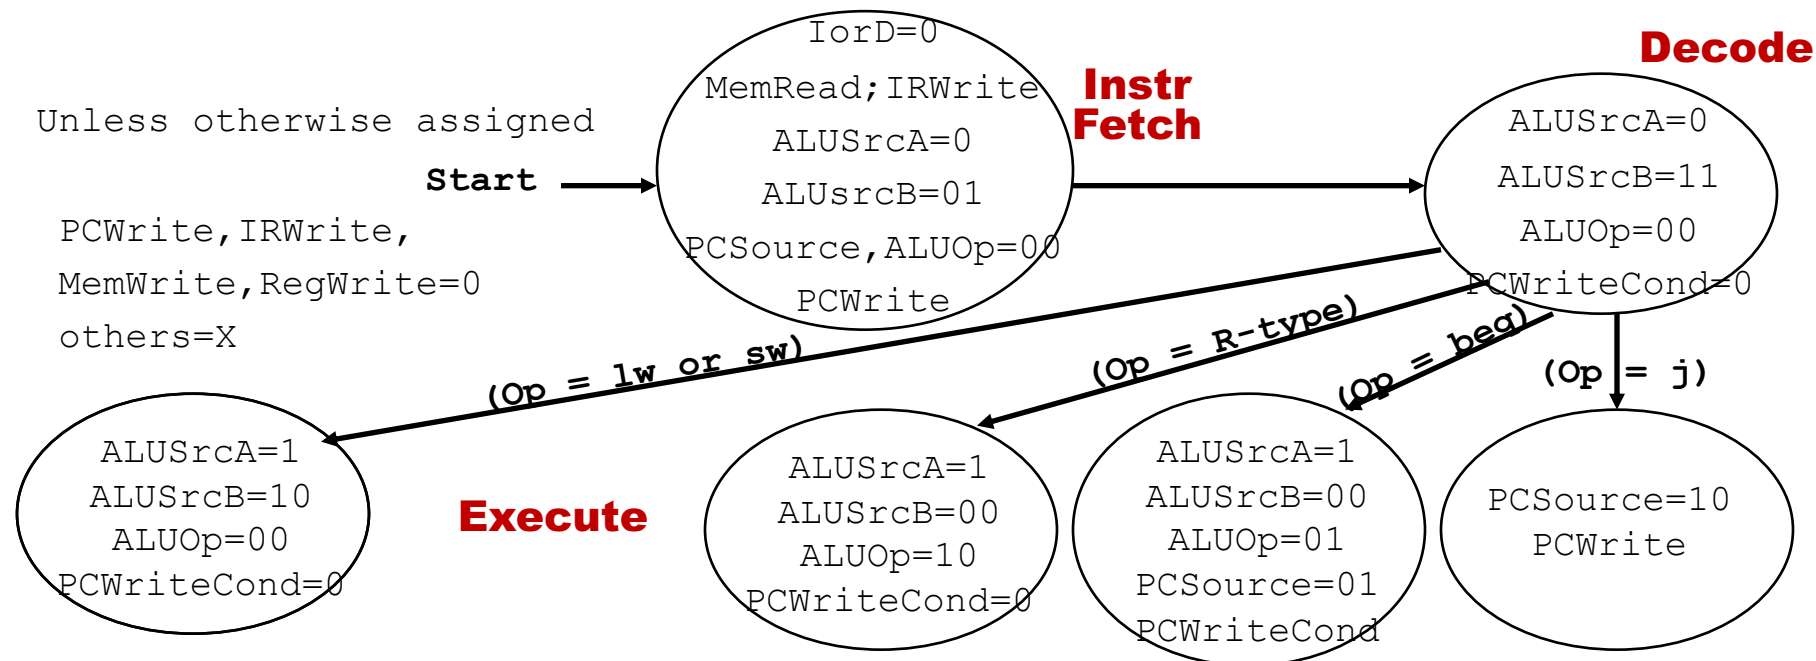 Unless otherwise assigned
Start
PCWrite,IRWrite,
MemWrite,RegWrite=0
others=X
IorD=0
MemRead;IRWrite
ALUSrcA=0
ALUsrcB=01
PCSource,ALUOp=00
PCWrite
Instr
Fetch
Decode
ALUSrcA=0
ALUSrcB=11
ALUOp=00
PCWriteCond=0
(Op = lw or sw)
(Op = R-type)
(Op = beq)
(Op = j)
ALUSrcA=1
ALUSrcB=10
ALUOp=00
PCWriteCond=0
Execute
ALUSrcA=1
ALUSrcB=00
ALUOp=10
PCWriteCond=0
ALUSrcA=1
ALUSrcB=00
ALUOp=01
PCSource=01
PCWriteCond
PCSource=10
PCWrite